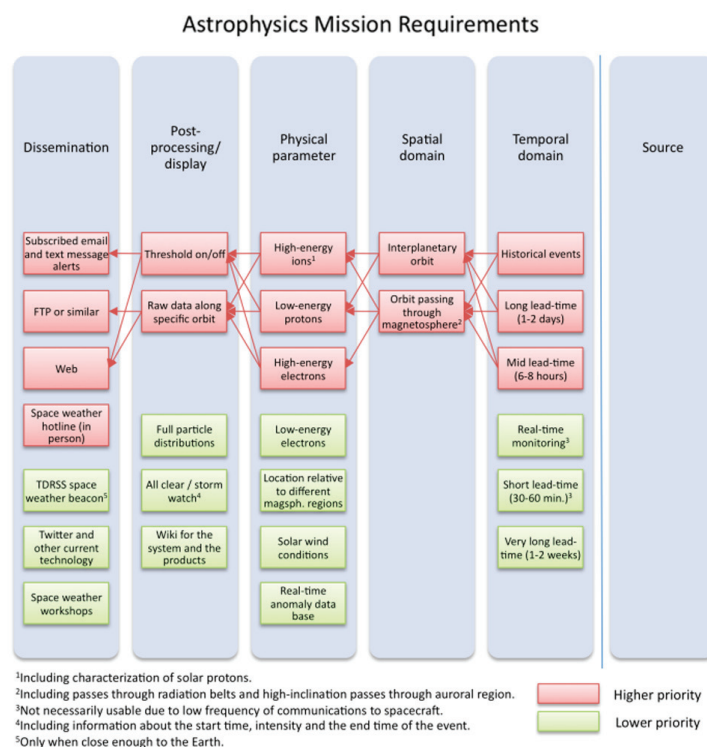 Astrophysics Mission Requirements
Dissemination
Post-
processing/
display
Physical
parameter
Spatial
domain
Temporal
domain
Source
Subscribed email
and text message
alerts
Threshold on/off
High-energy
ions¹
Interplanetary
orbit
Historical events
FTP or similar
Raw data along
specific orbit
Low-energy
protons
Orbit passing
through
magnetosphere²
Long lead-time
(1-2 days)
Web
High-energy
electrons
Mid lead-time
(6-8 hours)
Space weather
hotline (in
person)
Full particle
distributions
Low-energy
electrons
Real-time
monitoring³
TDRSS space
weather beacon⁵
All clear / storm
watch⁴
Location relative
to different
magsph. regions
Short lead-time
(30-60 min.)³
Twitter and
other current
technology
Wiki for the
system and the
products
Solar wind
conditions
Very long lead-
time (1-2 weeks)
Space weather
workshops
Real-time
anomaly data
base
¹Including characterization of solar protons.
²Including passes through radiation belts and high-inclination passes through auroral region.
³Not necessarily usable due to low frequency of communications to spacecraft.
⁴Including information about the start time, intensity and the end time of the event.
⁵Only when close enough to the Earth.
Higher priority
Lower priority